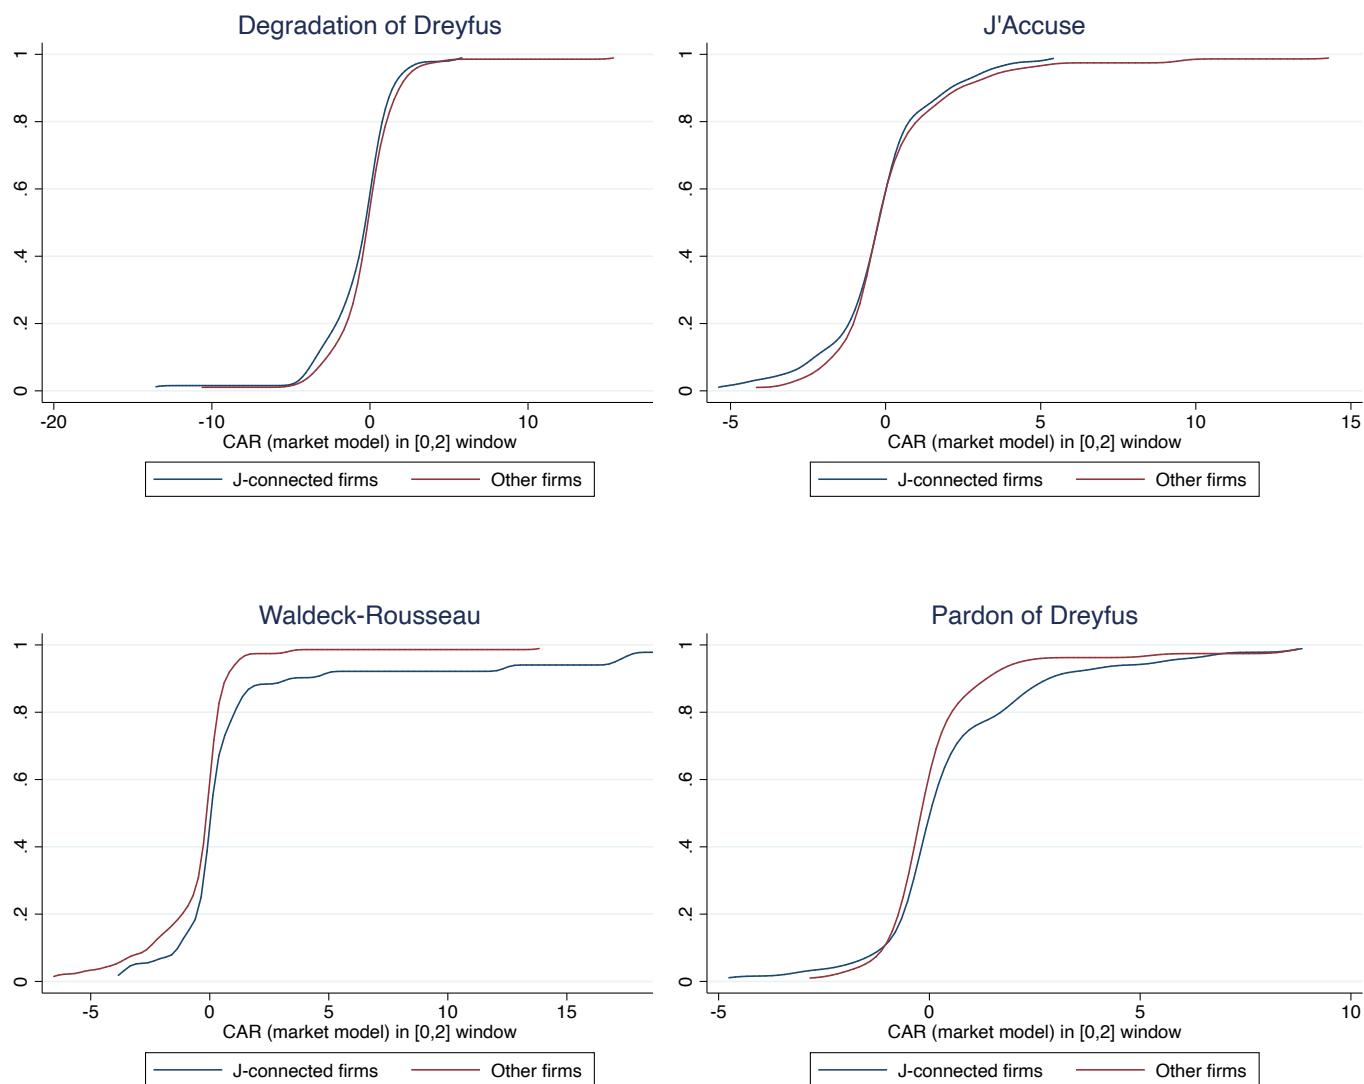 Degradation of Dreyfus
1
.8
.6
.4
.2
0
-20
-10
0
10
CAR (market model) in [0,2] window
J-connected firms
Other firms
J'Accuse
1
.8
.6
.4
.2
0
-5
0
5
10
15
CAR (market model) in [0,2] window
J-connected firms
Other firms
Waldeck-Rousseau
1
.8
.6
.4
.2
0
-5
0
5
10
15
CAR (market model) in [0,2] window
J-connected firms
Other firms
Pardon of Dreyfus
1
.8
.6
.4
.2
0
-5
0
5
10
CAR (market model) in [0,2] window
J-connected firms
Other firms